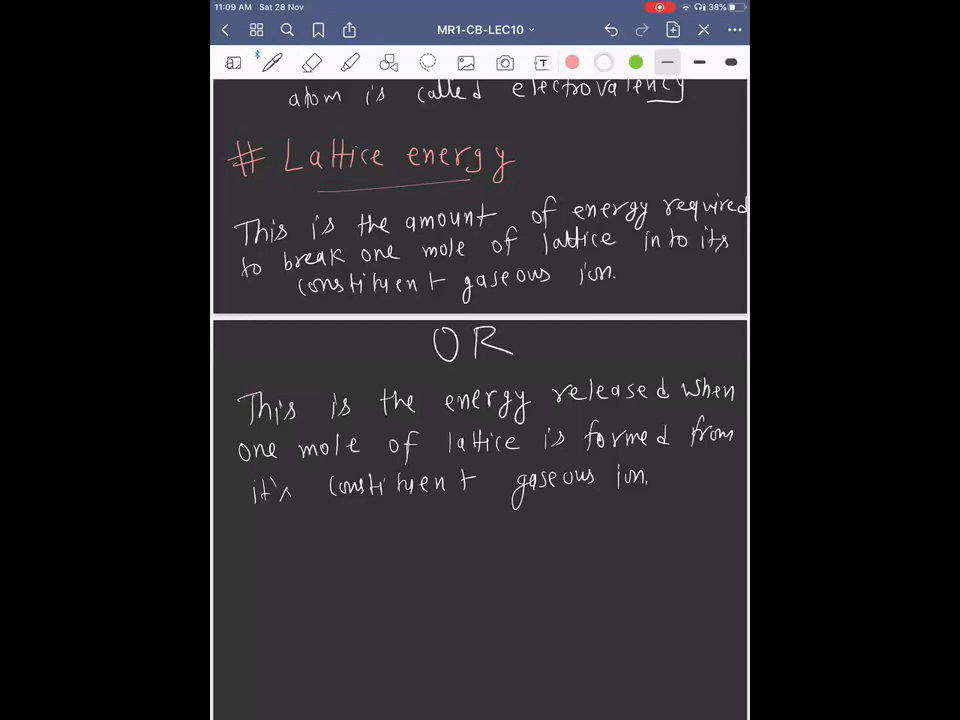 11:09 AM Sat 28 Nov
38%
MR1-CB-LEC10
T
atom is called electrovalency
# Lattice energy
This is the amount of energy required
to break one mole of lattice in to its
constituent gaseous ion.
OR
This is the energy released when
one mole of lattice is formed from
it's constituent gaseous ion.